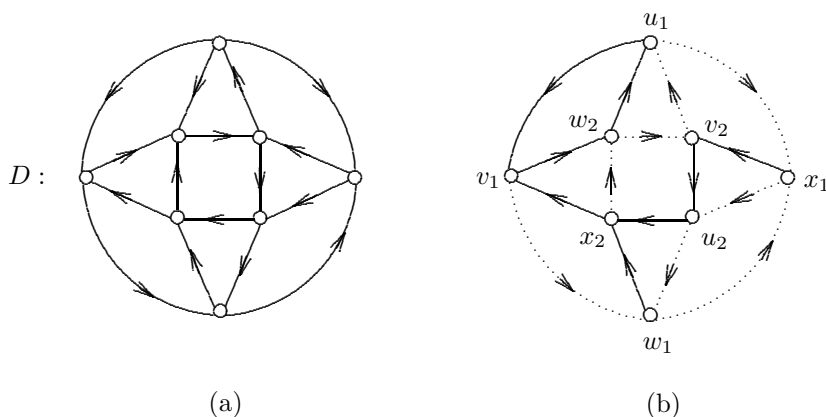 u₁
w₂ v₂
D : v₁ x₁
x₂ u₂
w₁
(a) (b)